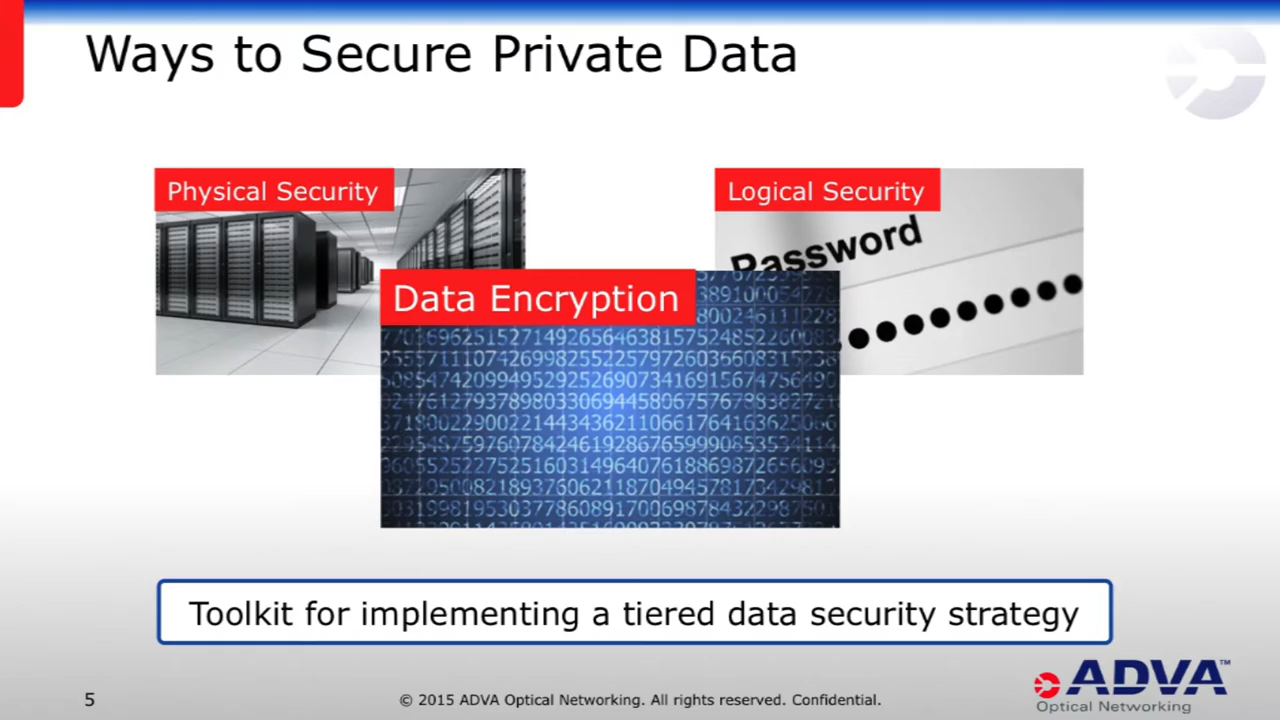 Ways to Secure Private Data
Physical Security
Logical Security
Password
Data Encryption
Toolkit for implementing a tiered data security strategy
5
© 2015 ADVA Optical Networking. All rights reserved. Confidential.
ADVA™
Optical Networking